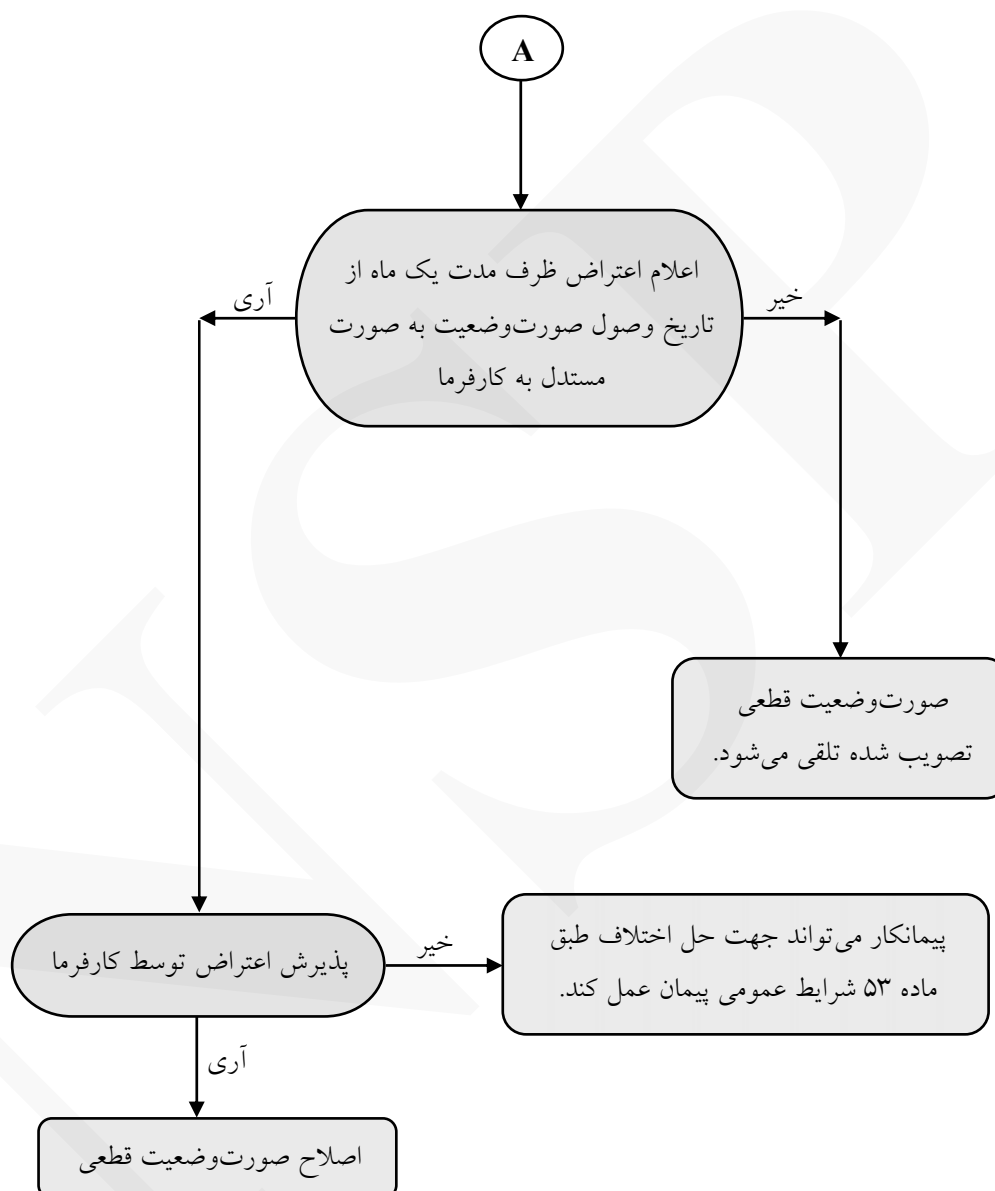 A
اعلام اعتراض ظرف مدت یک ماه از
تاریخ وصول صورت‌وضعیت به صورت
مستدل به کارفرما
خیر
آری
صورت‌وضعیت قطعی
تصویب شده تلقی می‌شود.
پیمانکار می‌تواند جهت حل اختلاف طبق
ماده ۵۳ شرایط عمومی پیمان عمل کند.
خیر
پذیرش اعتراض توسط کارفرما
آری
اصلاح صورت‌وضعیت قطعی